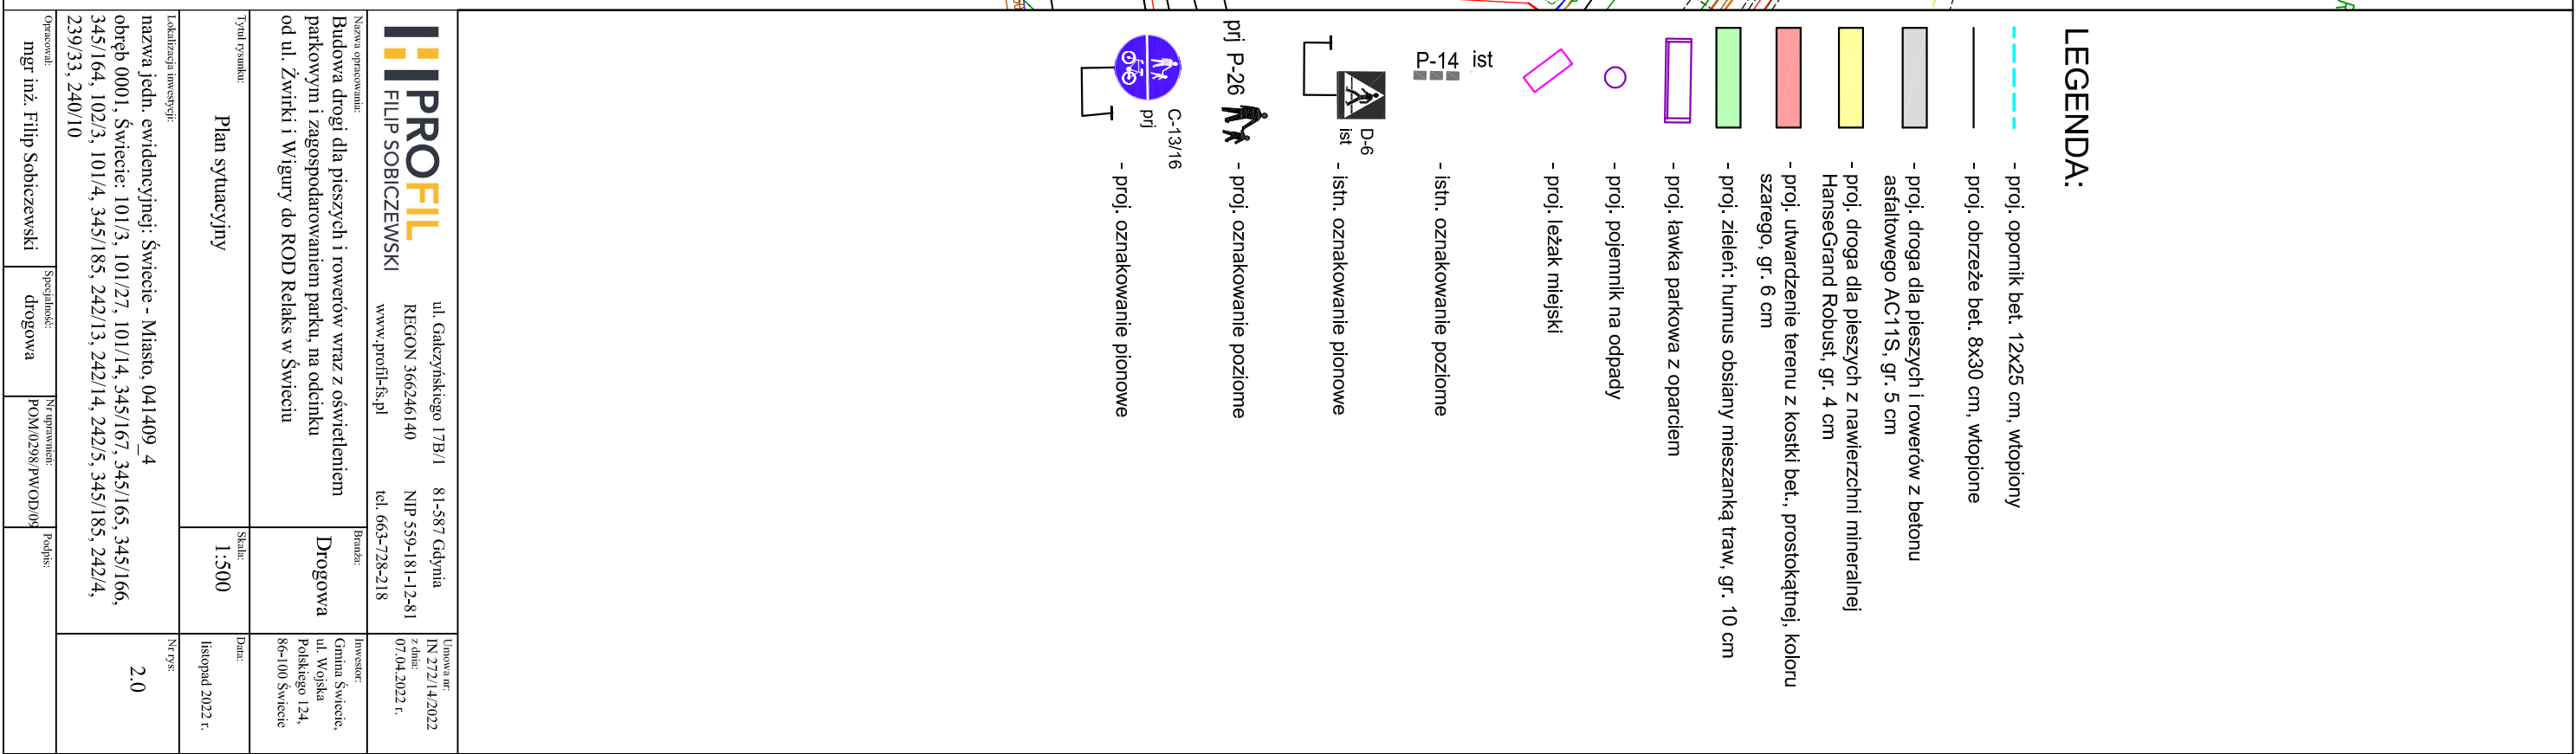 LEGENDA:
- proj. opornik bet. 12x25 cm, wtopiony
- proj. obrzeże bet. 8x30 cm, wtopione
- proj. droga dla pieszych i rowerów z betonu
asfaltowego AC11S, gr. 5 cm
- proj. droga dla pieszych z nawierzchni mineralnej
HanseGrand Robust, gr. 4 cm
- proj. utwardzenie terenu z kostki bet., prostokątnej, koloru
szarego, gr. 6 cm
- proj. zieleń: humus obsiany mieszanką traw, gr. 10 cm
- proj. ławka parkowa z oparciem
- proj. pojemnik na odpady
- proj. leżak miejski
ist
P-14
- istn. oznakowanie poziome
D-6
ist
- istn. oznakowanie pionowe
prj P-26
- proj. oznakowanie poziome
C-13/16
prj
- proj. oznakowanie pionowe
PROFIL
FILIP SOBICZEWSKI
ul. Gałczyńskiego 17B/1 81-587 Gdynia
REGON 366246140 NIP 559-181-12-81
www.profil-fs.pl tel. 663-728-218
Umowa nr:
IN 272/14/2022
z dnia:
07.04.2022 r.
Nazwa opracowania:
Budowa drogi dla pieszych i rowerów wraz z oświetleniem
parkowym i zagospodarowaniem parku, na odcinku
od ul. Żwirki i Wigury do ROD Relaks w Świeciu
Branża:
Drogowa
Inwestor:
Gmina Świecie,
ul. Wojska
Polskiego 124,
86-100 Świecie
Tytuł rysunku:
Plan sytuacyjny
Skala:
1:500
Data:
listopad 2022 r.
Lokalizacja inwestycji:
nazwa jedn. ewidencyjnej: Świecie - Miasto, 041409_4
obręb 0001, Świecie: 101/3, 101/27, 101/14, 345/167, 345/165, 345/166,
345/164, 102/3, 101/4, 345/185, 242/13, 242/14, 242/5, 345/185, 242/4,
239/33, 240/10
Nr rys:
2.0
Opracował:
mgr inż. Filip Sobiczewski
Specjalność:
drogowa
Nr uprawnień:
POM/0298/PWOD/09
Podpis: